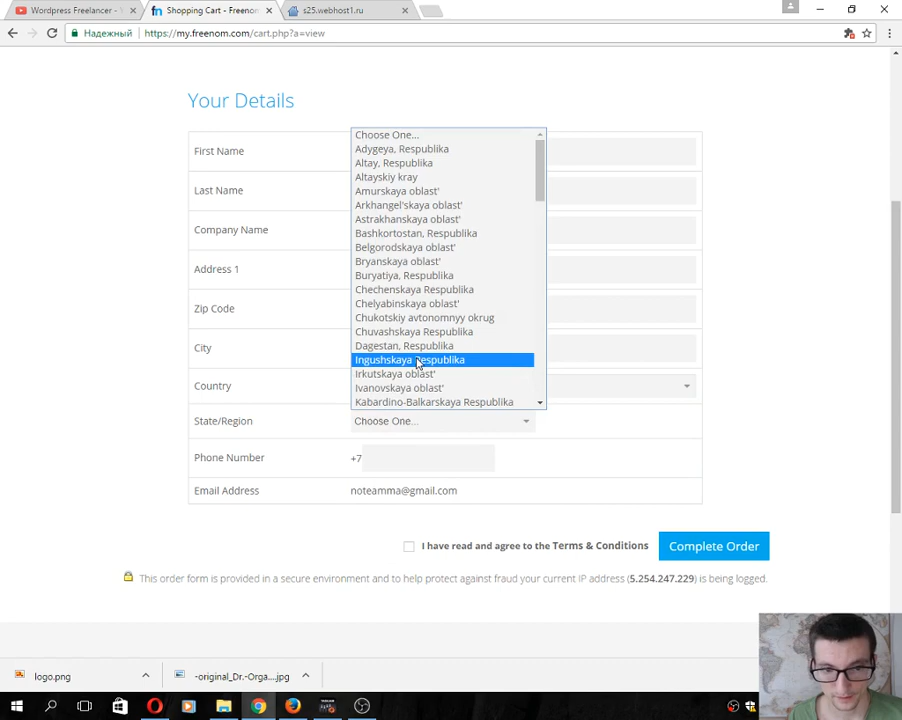 Wordpress Freelancer -
Shopping Cart - Freenom
s25.webhost1.ru
Надежный
https://my.freenom.com/cart.php?a=view
Your Details
First Name
Last Name
Company Name
Address 1
Zip Code
City
Country
Choose One...
Adygeya, Respublika
Altay, Respublika
Altayskiy kray
Amurskaya oblast'
Arkhangel'skaya oblast'
Astrakhanskaya oblast'
Bashkortostan, Respublika
Belgorodskaya oblast'
Bryanskaya oblast'
Buryatiya, Respublika
Chechenskaya Respublika
Chelyabinskaya oblast'
Chukotskiy avtonomnyy okrug
Chuvashskaya Respublika
Dagestan, Respublika
Ingushskaya Respublika
Irkutskaya oblast'
Ivanovskaya oblast'
Kabardino-Balkarskaya Respublika
State/Region
Choose One...
Phone Number
+7
Email Address
noteamma@gmail.com
I have read and agree to the Terms & Conditions
Complete Order
This order form is provided in a secure environment and to help protect against fraud your current IP address (5.254.247.229) is being logged.
logo.png
-original_Dr.-Orga....jpg